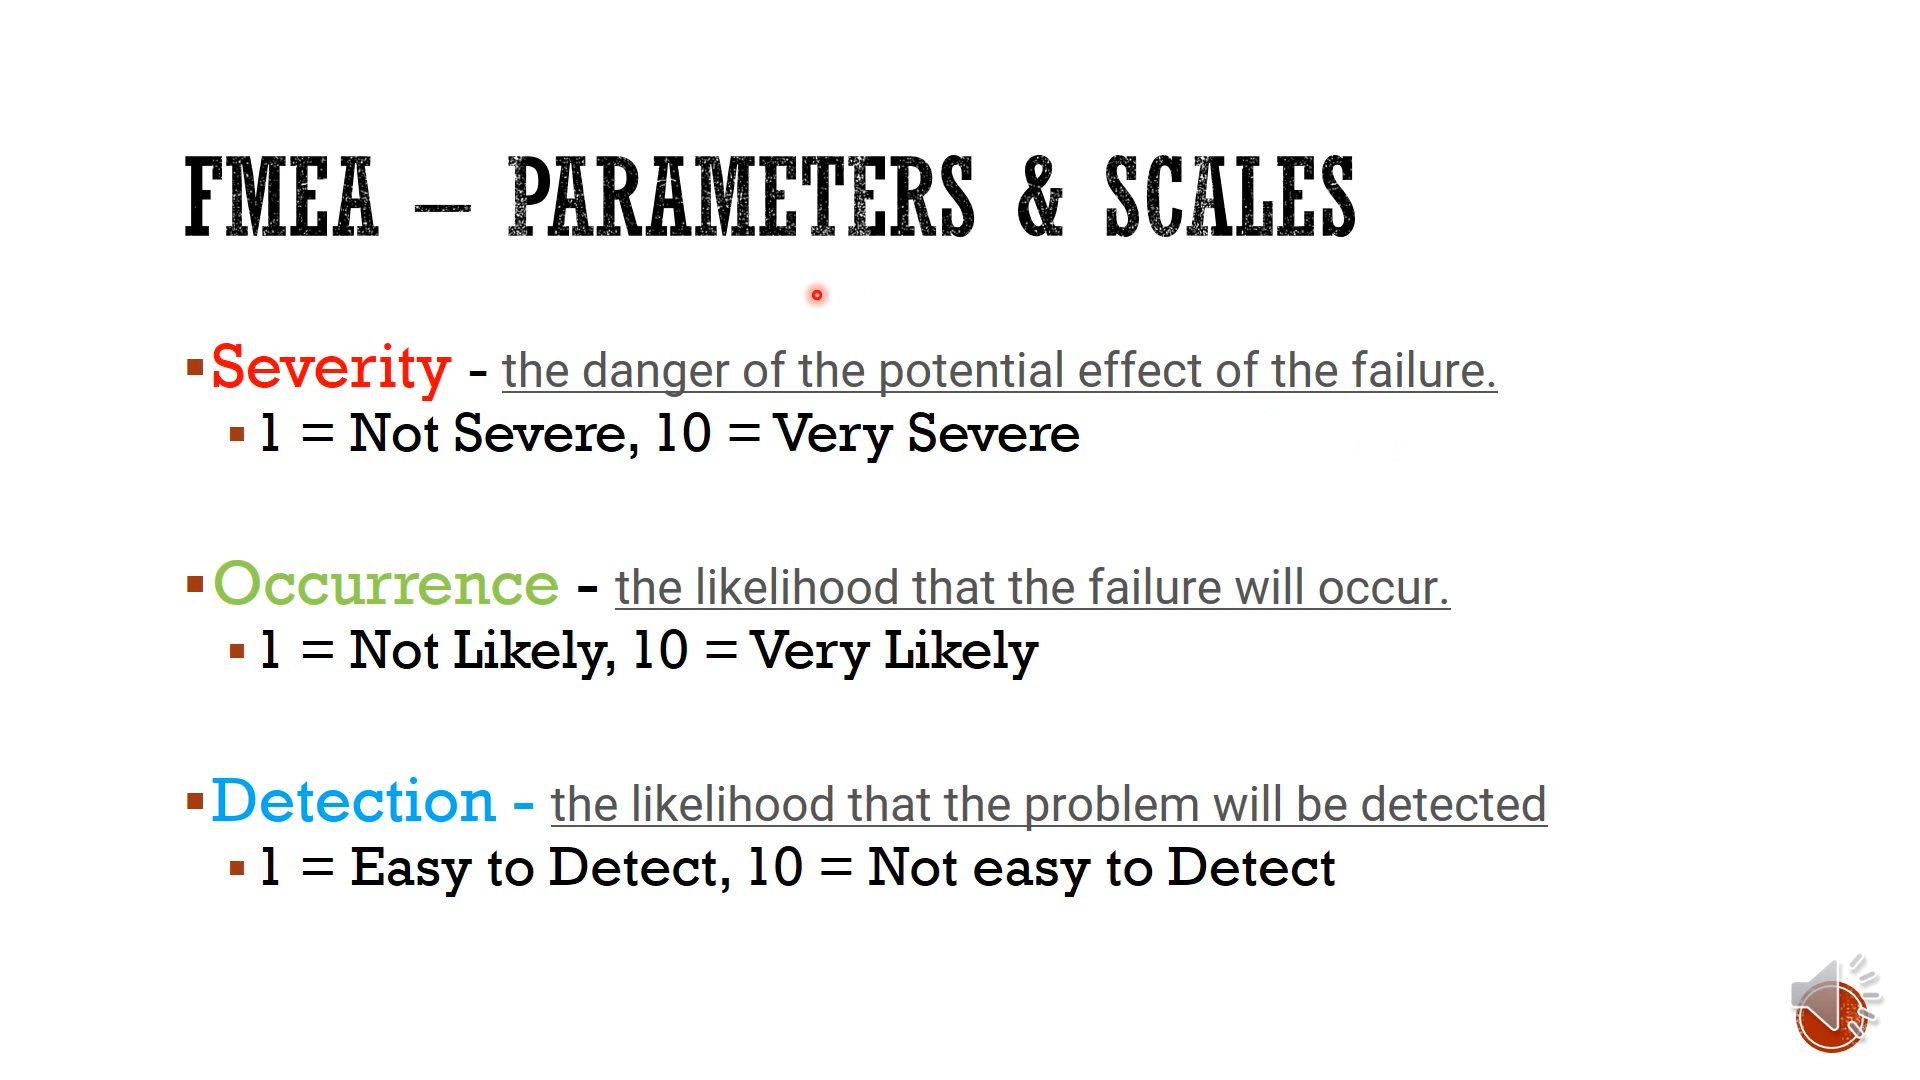 FMEA – PARAMETERS & SCALES
Severity - the danger of the potential effect of the failure.
1 = Not Severe, 10 = Very Severe
Occurrence - the likelihood that the failure will occur.
1 = Not Likely, 10 = Very Likely
Detection - the likelihood that the problem will be detected
1 = Easy to Detect, 10 = Not easy to Detect